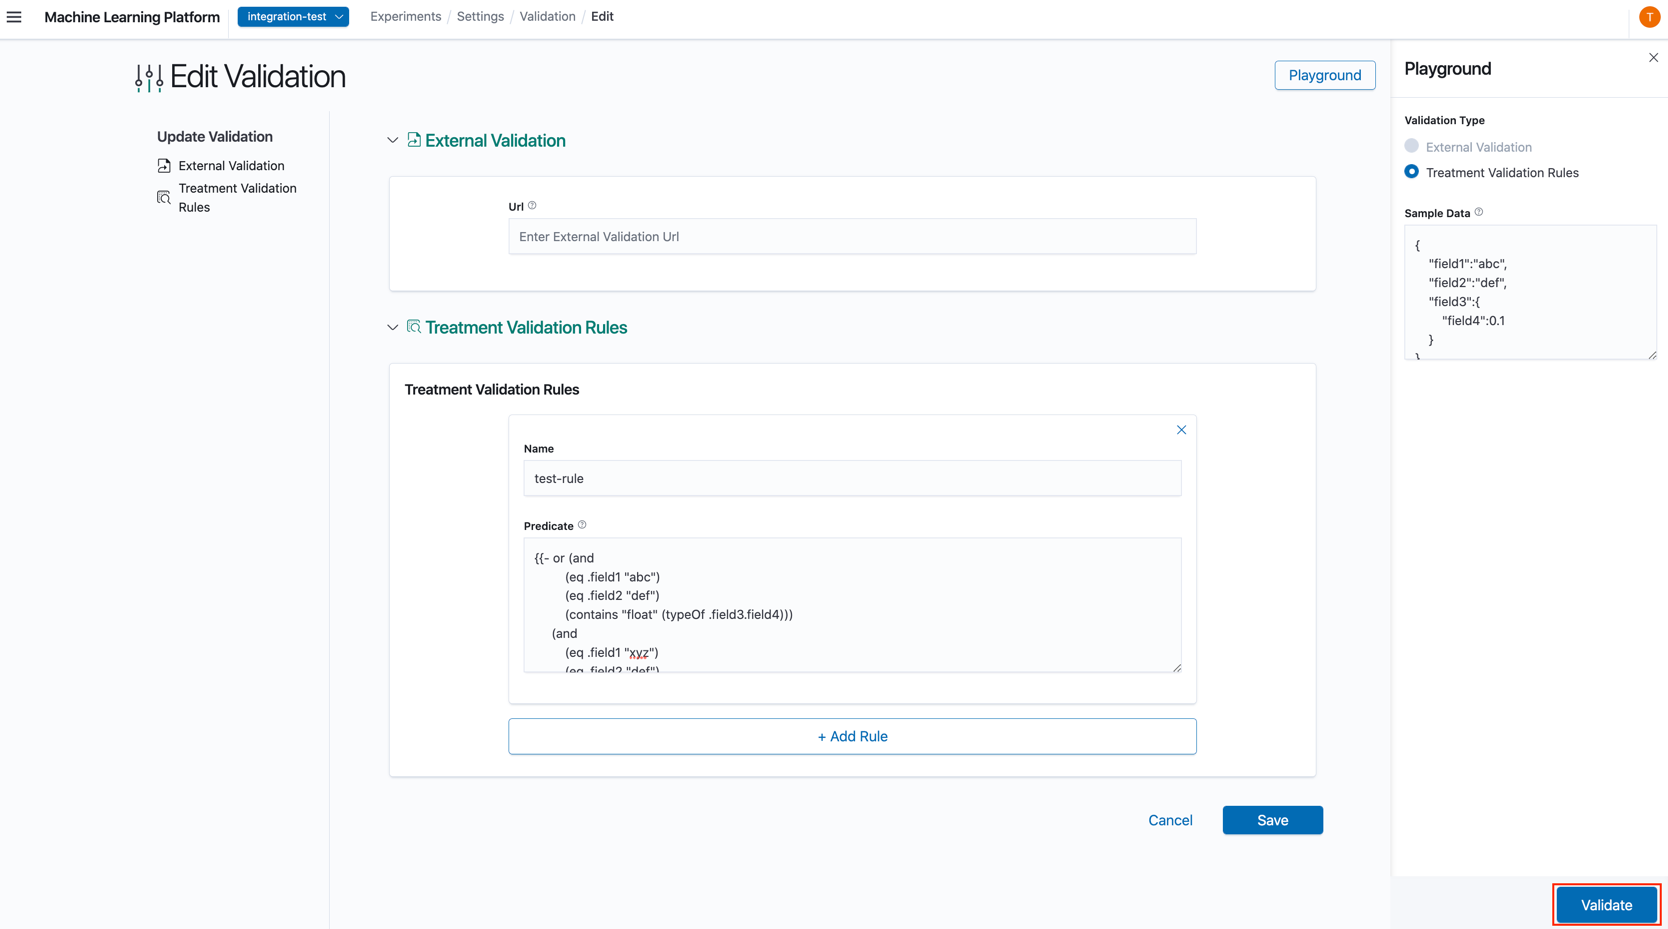 Machine Learning Platform
integration-test
Experiments / Settings / Validation / Edit
T
Edit Validation
Playground
Update Validation
External Validation
Treatment Validation
Rules
External Validation
Url
Enter External Validation Url
Treatment Validation Rules
Treatment Validation Rules
Name
test-rule
Predicate
{{- or (and
(eq .field1 "abc")
(eq .field2 "def")
(contains "float" (typeOf .field3.field4)))
(and
(eq .field1 "xyz")
(eq .field2 "def")
+ Add Rule
Cancel
Save
Playground
Validation Type
External Validation
Treatment Validation Rules
Sample Data
{
"field1":"abc",
"field2":"def",
"field3":{
"field4":0.1
}
}
Validate